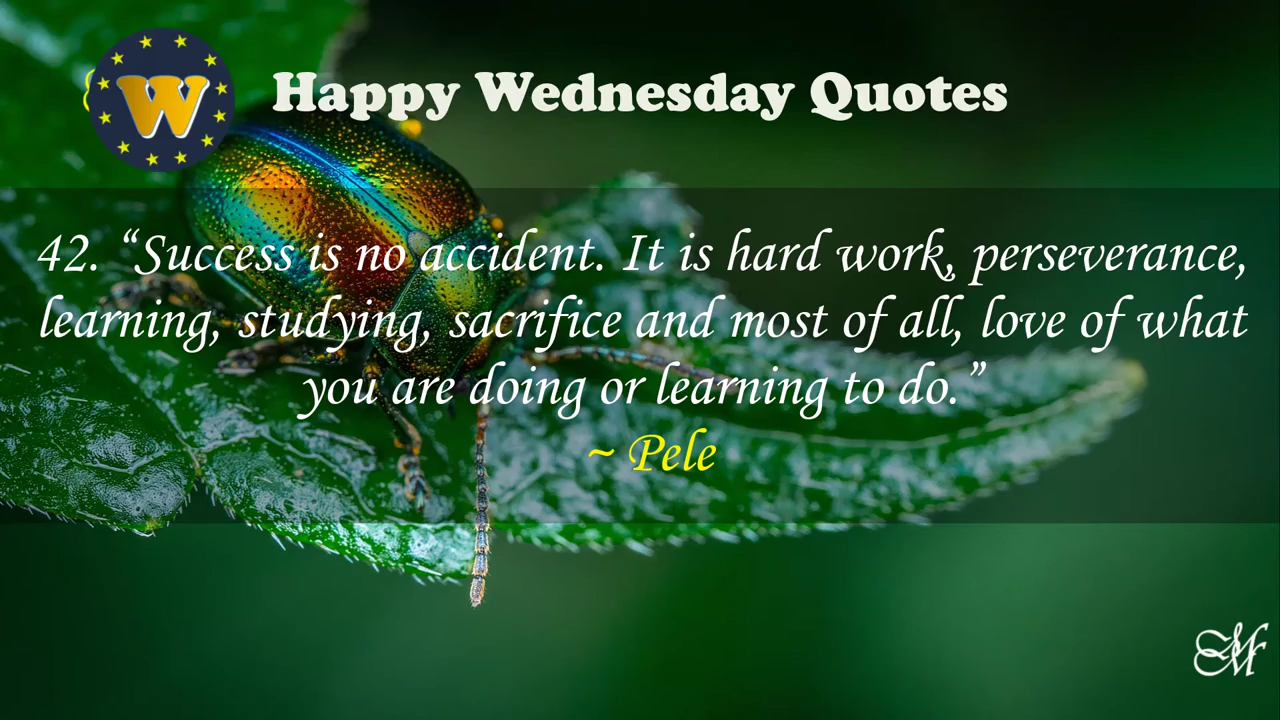 W
Happy Wednesday Quotes
42. “Success is no accident. It is hard work, perseverance,
learning, studying, sacrifice and most of all, love of what
you are doing or learning to do.”
~ Pele